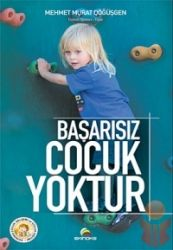 MEHMET MURAT DÖĞÜŞGEN
BAŞARISIZ
ÇOCUK
YOKTUR